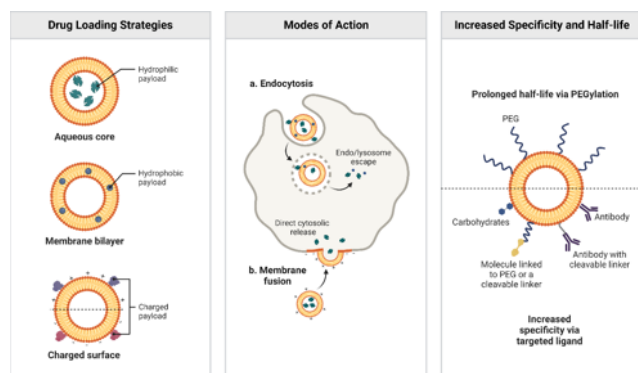 Drug Loading Strategies
Hydrophilic
payload
Aqueous core
Hydrophobic
payload
Membrane bilayer
+
-
Charged
payload
Charged surface
Modes of Action
a. Endocytosis
Endo/lysosome
escape
Direct cytosolic
release
b. Membrane
fusion
Increased Specificity and Half-life
Prolonged half-life via PEGylation
PEG
Carbohydrates
Antibody
Molecule linked
to PEG or a
cleavable linker
Antibody with
cleavable linker
Increased
specificity via
targeted ligand